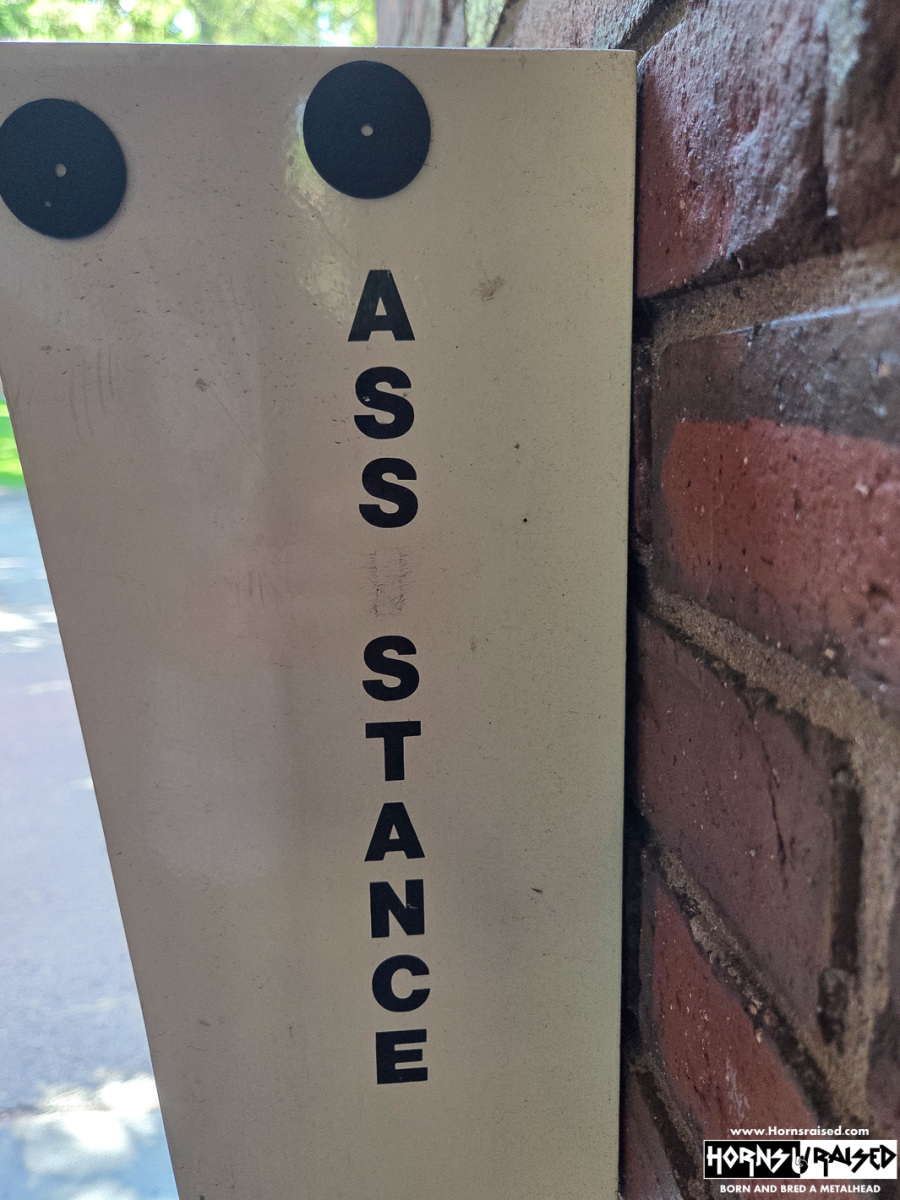 ASS STANCE
www.Hornsraised.com
HORNS RAISED
BORN AND BRED A METALHEAD